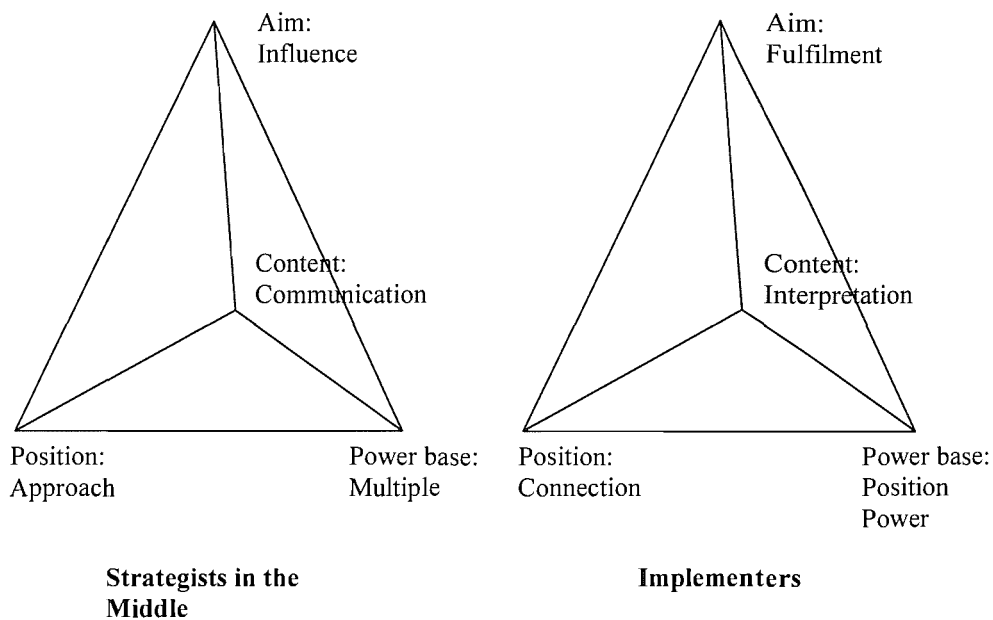 Aim:
Influence
Content:
Communication
Position:
Approach
Power base:
Multiple
Strategists in the
Middle
Aim:
Fulfilment
Content:
Interpretation
Position:
Connection
Power base:
Position
Power
Implementers